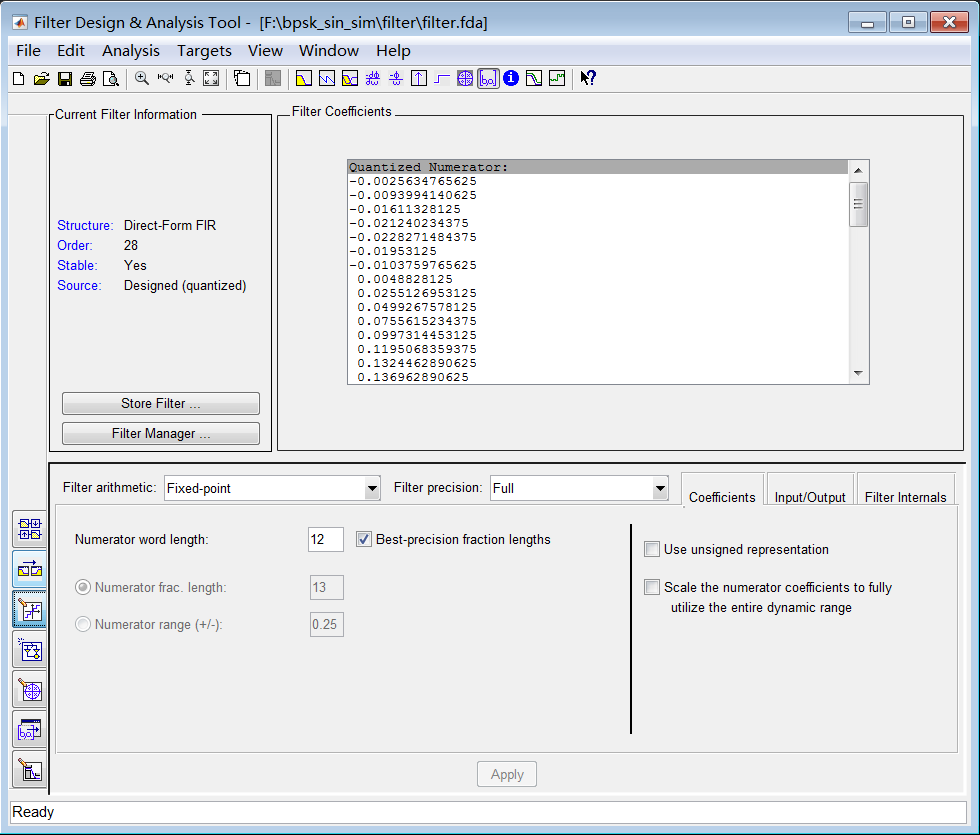 Filter Design & Analysis Tool - [F:\bpsk_sin_sim\filter\filter.fda]
File Edit Analysis Targets View Window Help
Current Filter Information
Structure: Direct-Form FIR
Order: 28
Stable: Yes
Source: Designed (quantized)
Store Filter ...
Filter Manager ...
Filter Coefficients
Quantized Numerator:
-0.0025634765625
-0.0093994140625
-0.01611328125
-0.021240234375
-0.0228271484375
-0.01953125
-0.0103759765625
0.0048828125
0.0255126953125
0.0499267578125
0.0755615234375
0.0997314453125
0.1195068359375
0.1324462890625
0.136962890625
Filter arithmetic: Fixed-point Filter precision: Full
Coefficients Input/Output Filter Internals
Numerator word length: 12 Best-precision fraction lengths
Numerator frac. length: 13
Numerator range (+/-): 0.25
Use unsigned representation
Scale the numerator coefficients to fully
utilize the entire dynamic range
Apply
Ready